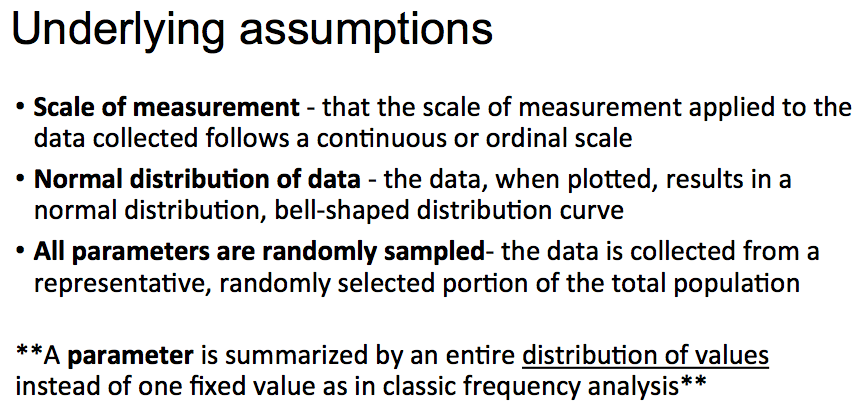 Underlying assumptions
• Scale of measurement - that the scale of measurement applied to the
data collected follows a continuous or ordinal scale
• Normal distribution of data - the data, when plotted, results in a
normal distribution, bell-shaped distribution curve
• All parameters are randomly sampled- the data is collected from a
representative, randomly selected portion of the total population
**A parameter is summarized by an entire distribution of values
instead of one fixed value as in classic frequency analysis**